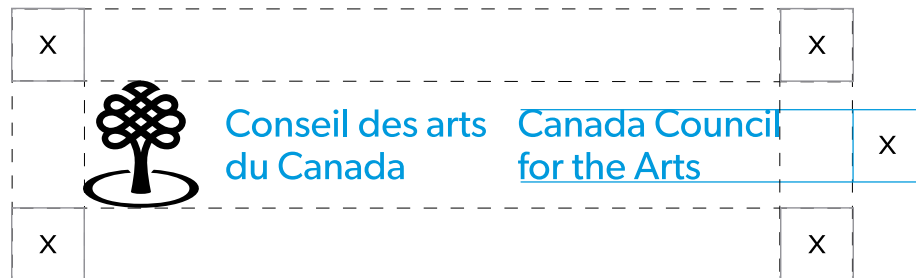 X X
Conseil des arts Canada Council
du Canada for the Arts
X
X X